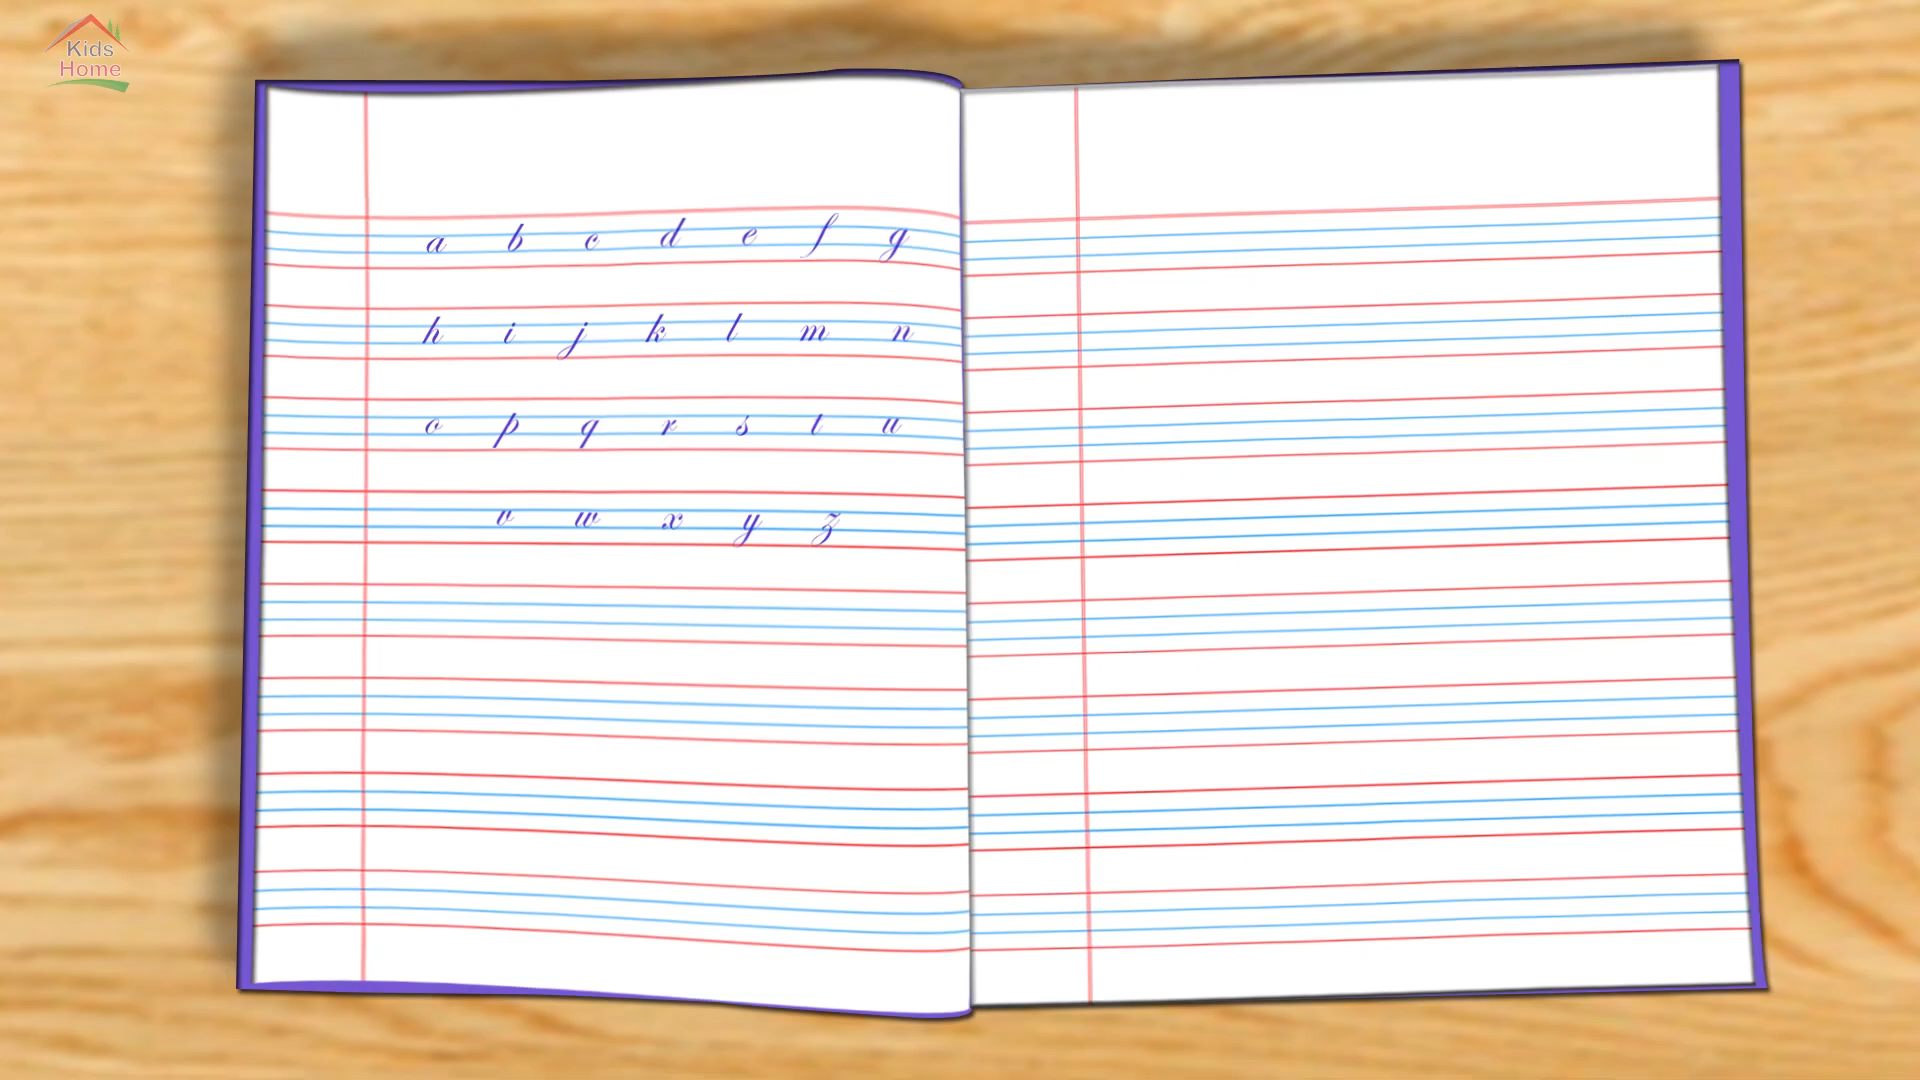 Kids
Home
a b c d e f g
h i j k l m n
o p q r s t u
v w x y z